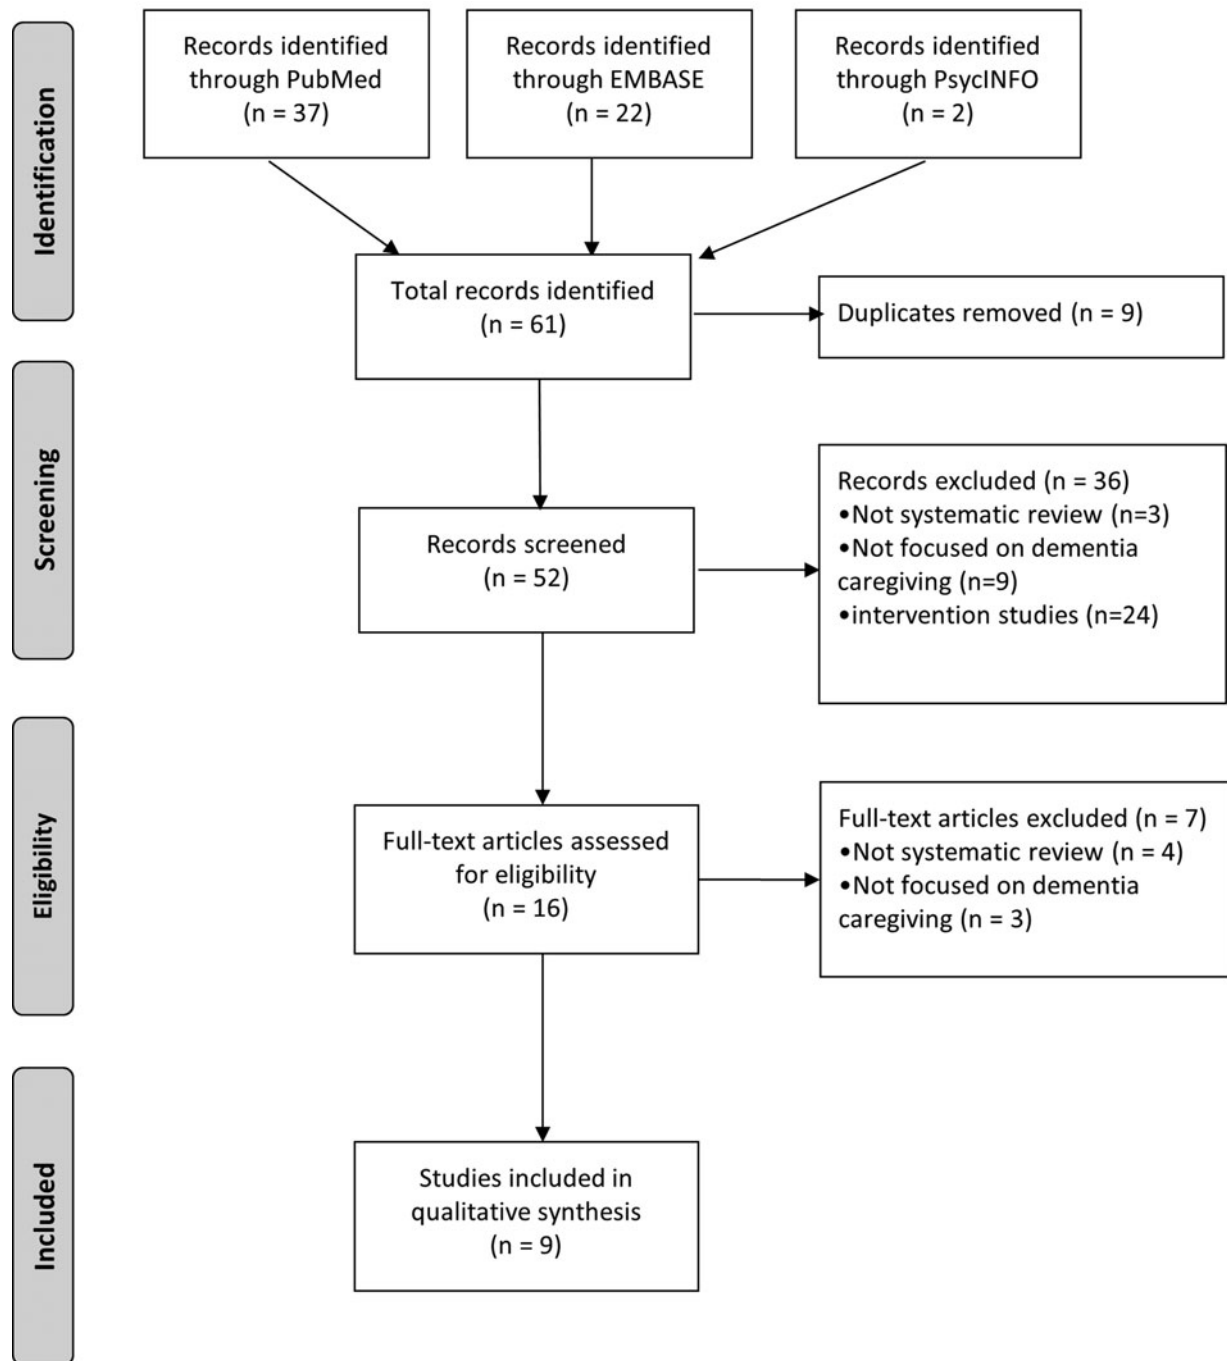 Identification
Records identified
through PubMed
(n = 37)
Records identified
through EMBASE
(n = 22)
Records identified
through PsycINFO
(n = 2)
Total records identified
(n = 61)
Duplicates removed (n = 9)
Screening
Records screened
(n = 52)
Records excluded (n = 36)
•Not systematic review (n=3)
•Not focused on dementia
caregiving (n=9)
•intervention studies (n=24)
Eligibility
Full-text articles assessed
for eligibility
(n = 16)
Full-text articles excluded (n = 7)
•Not systematic review (n = 4)
•Not focused on dementia
caregiving (n = 3)
Included
Studies included in
qualitative synthesis
(n = 9)